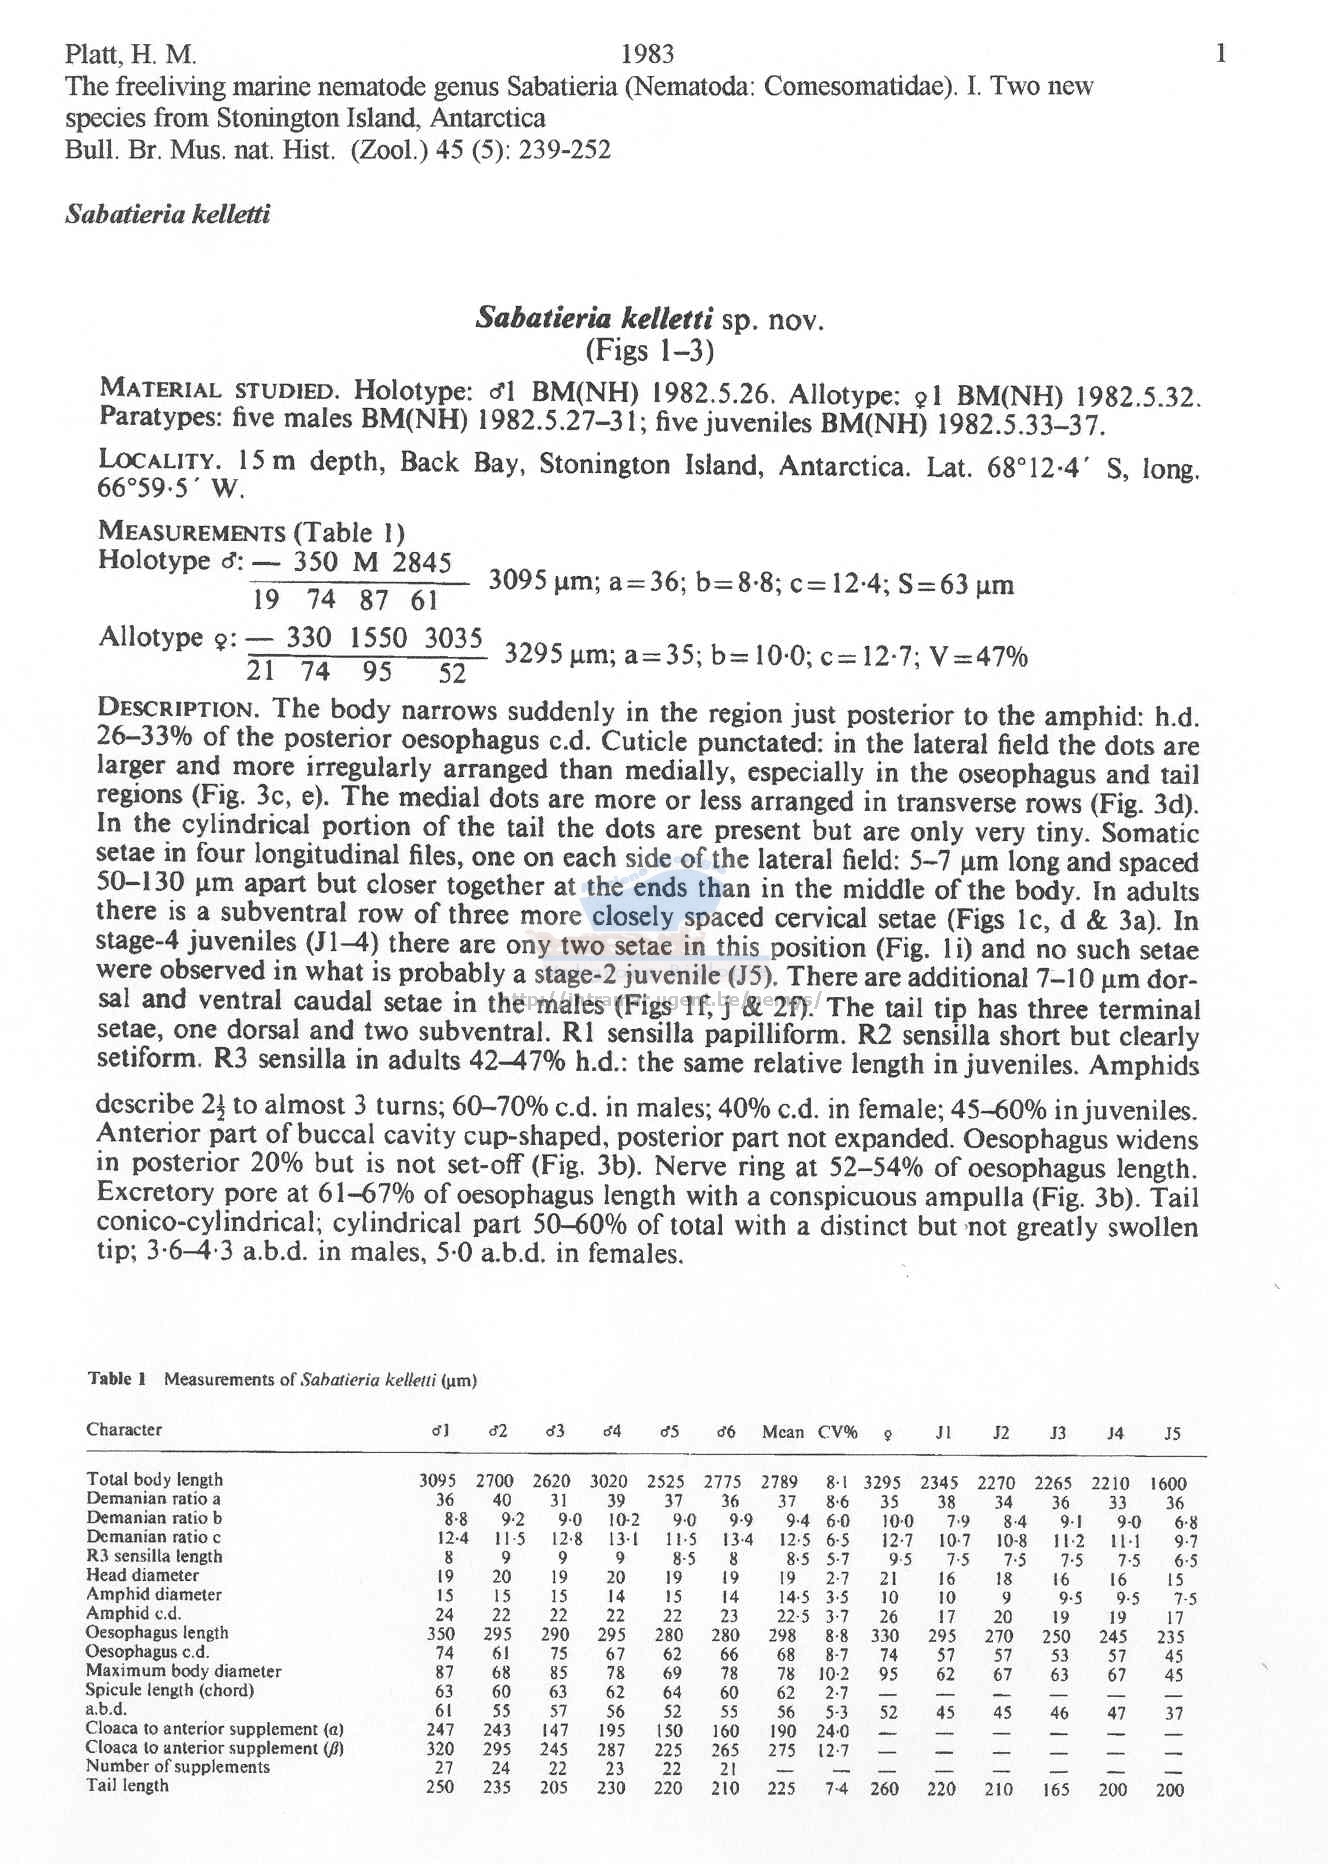 Platt, H. M. 1983 1
The freeliving marine nematode genus Sabatieria (Nematoda: Comesomatidae). I. Two new
species from Stonington Island, Antarctica
Bull. Br. Mus. nat. Hist. (Zool.) 45 (5): 239-252
Sabatieria kelletti
Sabatieria kelletti sp. nov.
(Figs 1–3)
MATERIAL STUDIED. Holotype: ♂1 BM(NH) 1982.5.26. Allotype: ♀1 BM(NH) 1982.5.32.
Paratypes: five males BM(NH) 1982.5.27–31; five juveniles BM(NH) 1982.5.33–37.
LOCALITY. 15 m depth, Back Bay, Stonington Island, Antarctica. Lat. 68°12·4′ S, long.
66°59·5′ W.
MEASUREMENTS (Table 1)
Holotype ♂: — 350 M 2845
19 74 87 61 3095 µm; a=36; b=8·8; c=12·4; S=63 µm
Allotype ♀: — 330 1550 3035
21 74 95 52 3295 µm; a=35; b=10·0; c=12·7; V=47%
DESCRIPTION. The body narrows suddenly in the region just posterior to the amphid: h.d.
26–33% of the posterior oesophagus c.d. Cuticle punctated: in the lateral field the dots are
larger and more irregularly arranged than medially, especially in the oseophagus and tail
regions (Fig. 3c, e). The medial dots are more or less arranged in transverse rows (Fig. 3d).
In the cylindrical portion of the tail the dots are present but are only very tiny. Somatic
setae in four longitudinal files, one on each side of the lateral field: 5–7 µm long and spaced
50–130 µm apart but closer together at the ends than in the middle of the body. In adults
there is a subventral row of three more closely spaced cervical setae (Figs 1c, d & 3a). In
stage-4 juveniles (J1–4) there are ony two setae in this position (Fig. 1i) and no such setae
were observed in what is probably a stage-2 juvenile (J5). There are additional 7–10 µm dor-
sal and ventral caudal setae in the males (Figs 1f, j & 2f). The tail tip has three terminal
setae, one dorsal and two subventral. R1 sensilla papilliform. R2 sensilla short but clearly
setiform. R3 sensilla in adults 42–47% h.d.: the same relative length in juveniles. Amphids
describe 2½ to almost 3 turns; 60–70% c.d. in males; 40% c.d. in female; 45–60% in juveniles.
Anterior part of buccal cavity cup-shaped, posterior part not expanded. Oesophagus widens
in posterior 20% but is not set-off (Fig. 3b). Nerve ring at 52–54% of oesophagus length.
Excretory pore at 61–67% of oesophagus length with a conspicuous ampulla (Fig. 3b). Tail
conico-cylindrical; cylindrical part 50–60% of total with a distinct but not greatly swollen
tip; 3·6–4·3 a.b.d. in males, 5·0 a.b.d. in females.
Table 1 Measurements of Sabatieria kelletti (µm)
Character ♂1 ♂2 ♂3 ♂4 ♂5 ♂6 Mean CV% ♀ J1 J2 J3 J4 J5
Total body length 3095 2700 2620 3020 2525 2775 2789 8·1 3295 2345 2270 2265 2210 1600
Demanian ratio a 36 40 31 39 37 36 37 8·6 35 38 34 36 33 36
Demanian ratio b 8·8 9·2 9·0 10·2 9·0 9·9 9·4 6·0 10·0 7·9 8·4 9·1 9·0 6·8
Demanian ratio c 12·4 11·5 12·8 13·1 11·5 13·4 12·5 6·5 12·7 10·7 10·8 11·2 11·1 9·7
R3 sensilla length 8 9 9 9 8·5 8 8·5 5·7 9·5 7·5 7·5 7·5 7·5 6·5
Head diameter 19 20 19 20 19 19 19 2·7 21 16 18 16 16 15
Amphid diameter 15 15 15 14 15 14 14·5 3·5 10 10 9 9·5 9·5 7·5
Amphid c.d. 24 22 22 22 22 23 22·5 3·7 26 17 20 19 19 17
Oesophagus length 350 295 290 295 280 280 298 8·8 330 295 270 250 245 235
Oesophagus c.d. 74 61 75 67 62 66 68 8·7 74 57 57 53 57 45
Maximum body diameter 87 68 85 78 69 78 78 10·2 95 62 67 63 67 45
Spicule length (chord) 63 60 63 62 64 60 62 2·7 — — — — — —
a.b.d. 61 55 57 56 52 55 56 5·3 52 45 45 46 47 37
Cloaca to anterior supplement (α) 247 243 147 195 150 160 190 24·0 — — — — — —
Cloaca to anterior supplement (β) 320 295 245 287 225 265 275 12·7 — — — — — —
Number of supplements 27 24 22 23 22 21 — — — — — — — —
Tail length 250 235 205 230 220 210 225 7·4 260 220 210 165 200 200